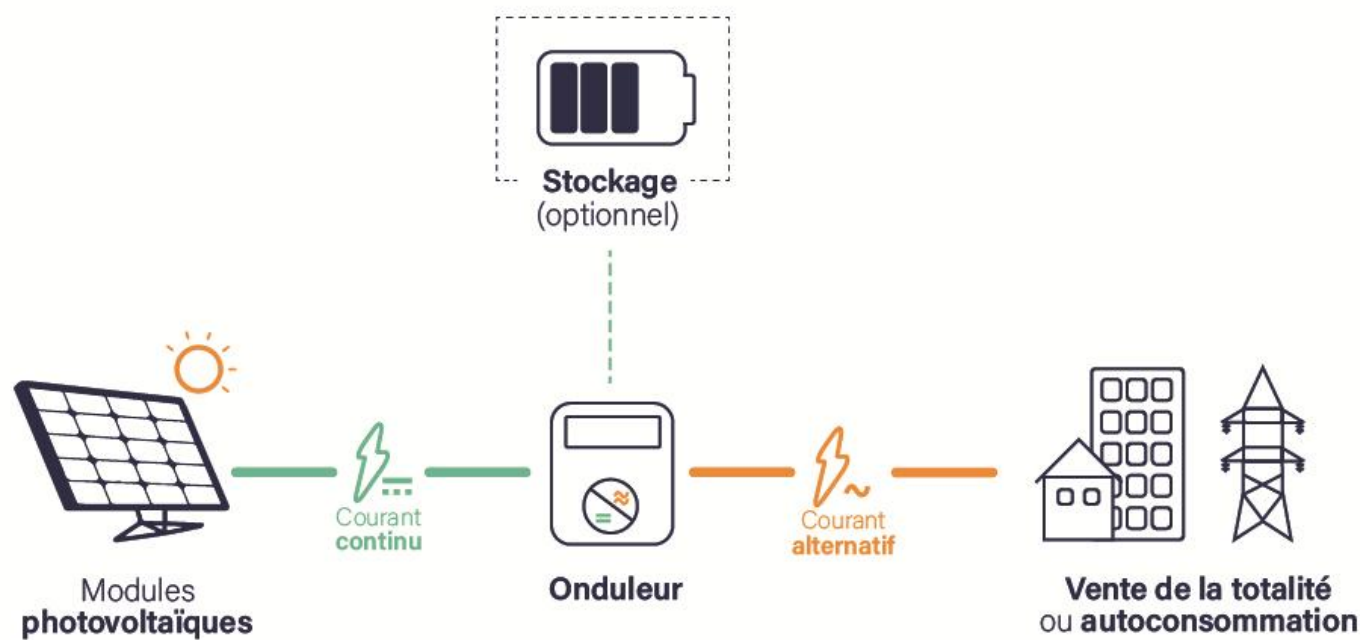 Stockage
(optionnel)
Courant
continu
Courant
alternatif
Modules
photovoltaïques
Onduleur
Vente de la totalité
ou autoconsommation